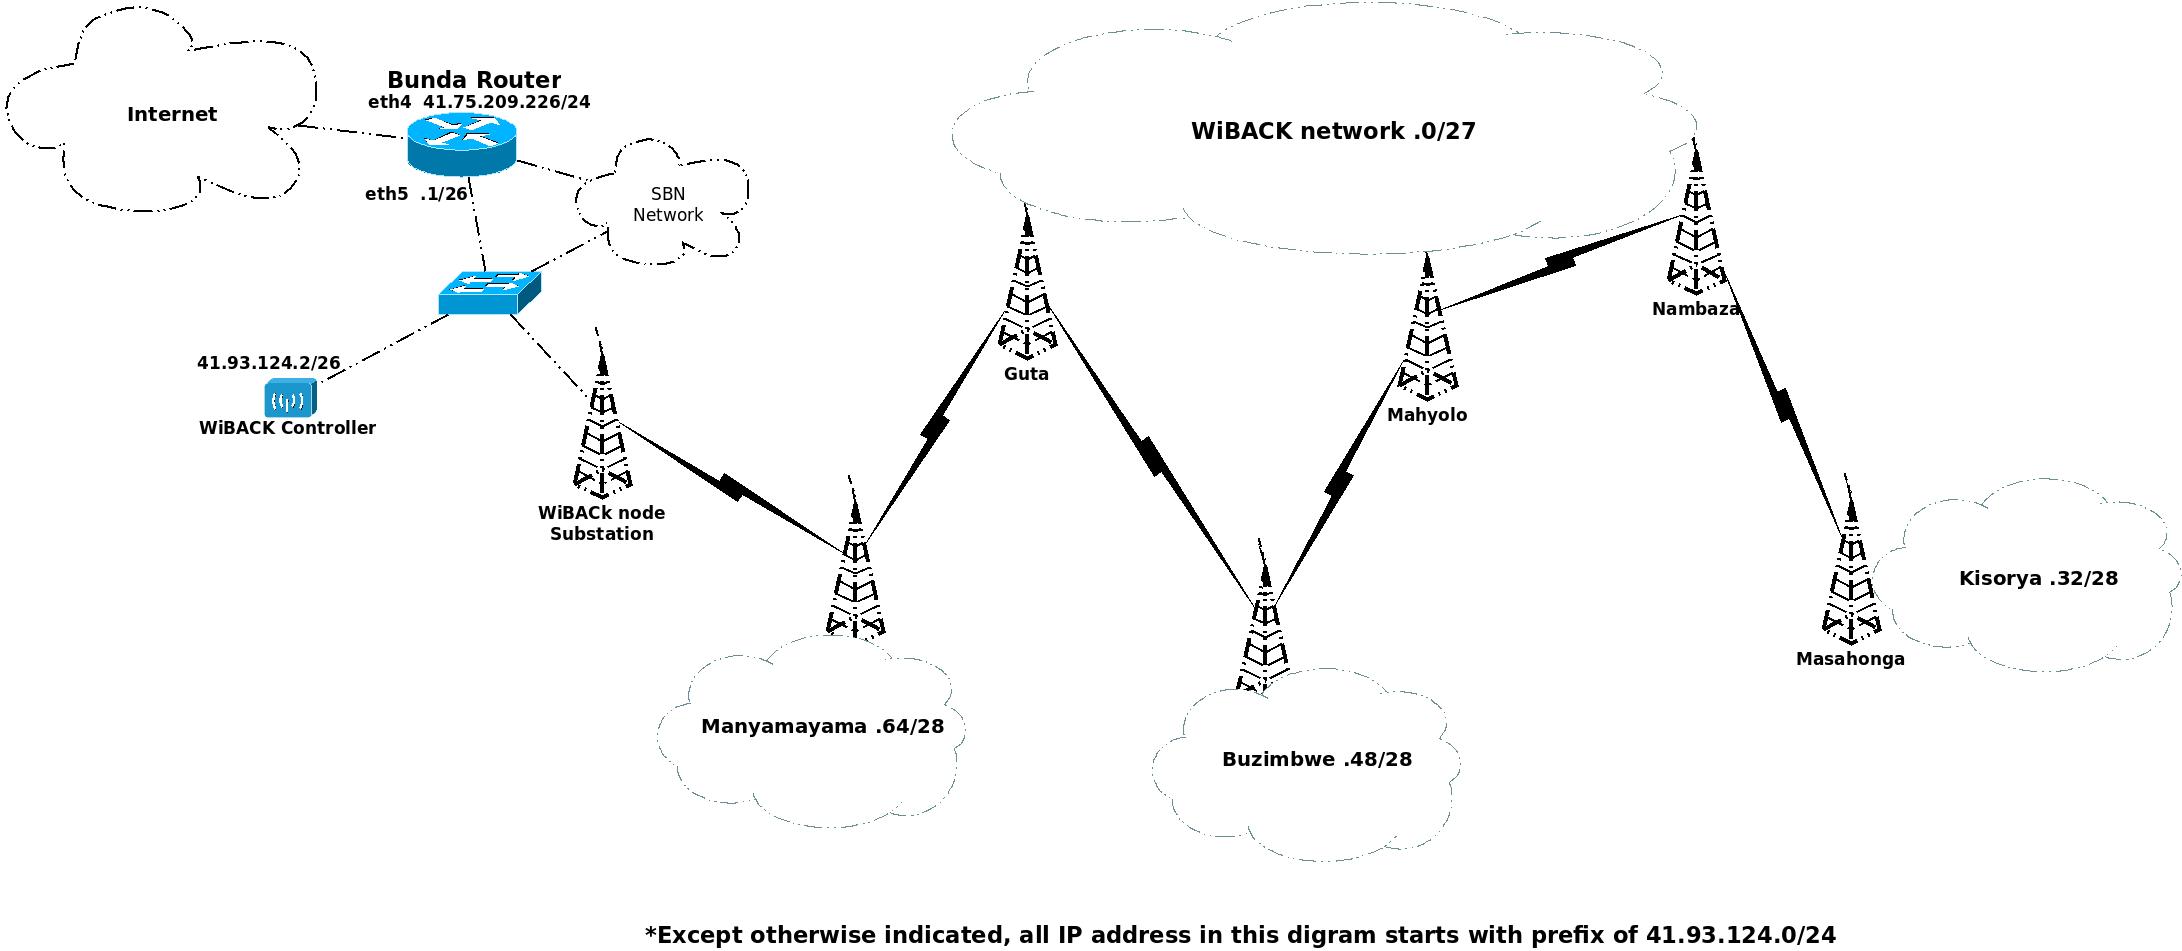 Internet
Bunda Router
eth4  41.75.209.226/24
eth5  .1/26
SBN
Network
WiBACK network .0/27
41.93.124.2/26
WiBACK Controller
WiBACk node
Substation
Guta
Mahyolo
Nambaza
Masahonga
Kisorya .32/28
Manyamayama .64/28
Buzimbwe .48/28
*Except otherwise indicated, all IP address in this digram starts with prefix of 41.93.124.0/24